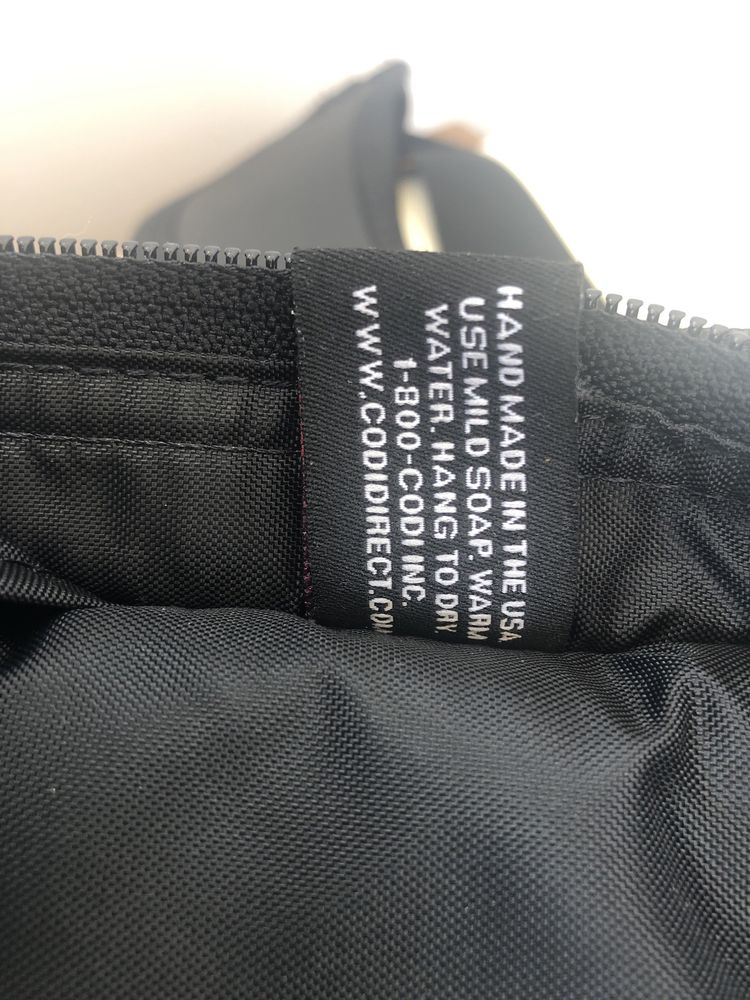 HAND MADE IN THE USA
USE MILD SOAP. WARM
WATER. HANG TO DRY.
1-800-CODI INC.
WWW.CODIDIRECT.COM